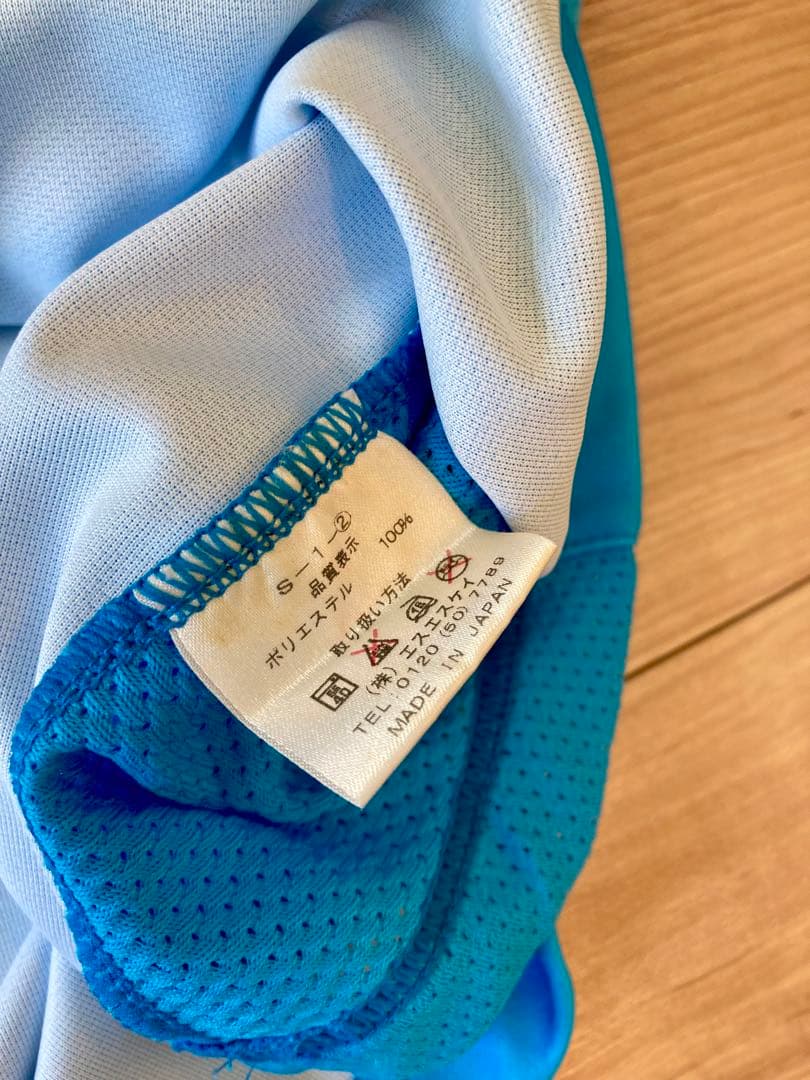 S-1-②
品質表示
ポリエステル 100%
取り扱い方法
40
(株)エスエスケイ
TEL:0120(50)7789
MADE IN JAPAN